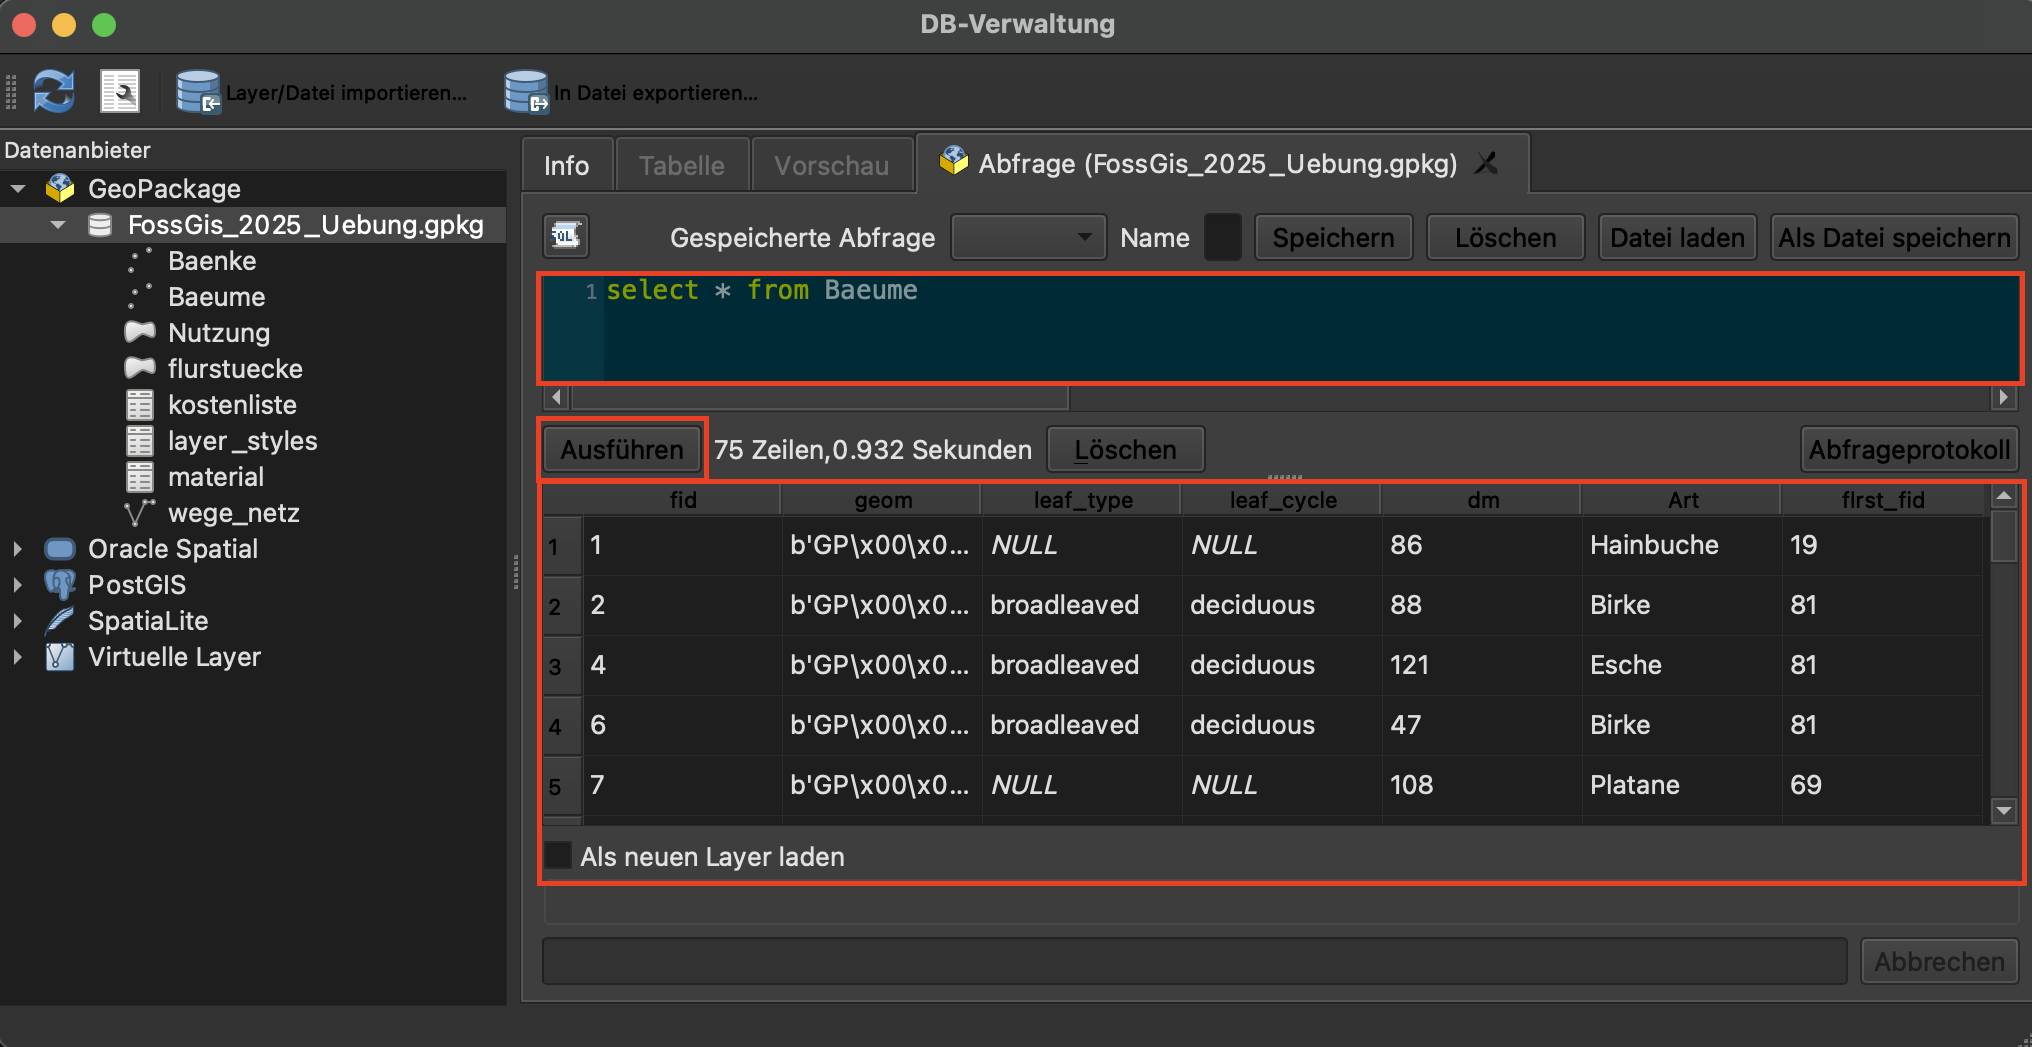 DB-Verwaltung
Layer/Datei importieren...
In Datei exportieren...
Datenanbieter
GeoPackage
FossGis_2025_Uebung.gpkg
Baenke
Baeume
Nutzung
flurstuecke
kostenliste
layer_styles
material
wege_netz
Oracle Spatial
PostGIS
SpatiaLite
Virtuelle Layer
Info
Tabelle
Vorschau
Abfrage (FossGis_2025_Uebung.gpkg)
SQL
Gespeicherte Abfrage
Name
Speichern
Löschen
Datei laden
Als Datei speichern
1 select * from Baeume
Ausführen
75 Zeilen,0.932 Sekunden
Löschen
Abfrageprotokoll
fid geom leaf_type leaf_cycle dm Art flrst_fid
1 1 b'GP\x00\x0... NULL NULL 86 Hainbuche 19
2 2 b'GP\x00\x0... broadleaved deciduous 88 Birke 81
3 4 b'GP\x00\x0... broadleaved deciduous 121 Esche 81
4 6 b'GP\x00\x0... broadleaved deciduous 47 Birke 81
5 7 b'GP\x00\x0... NULL NULL 108 Platane 69
Als neuen Layer laden
Abbrechen